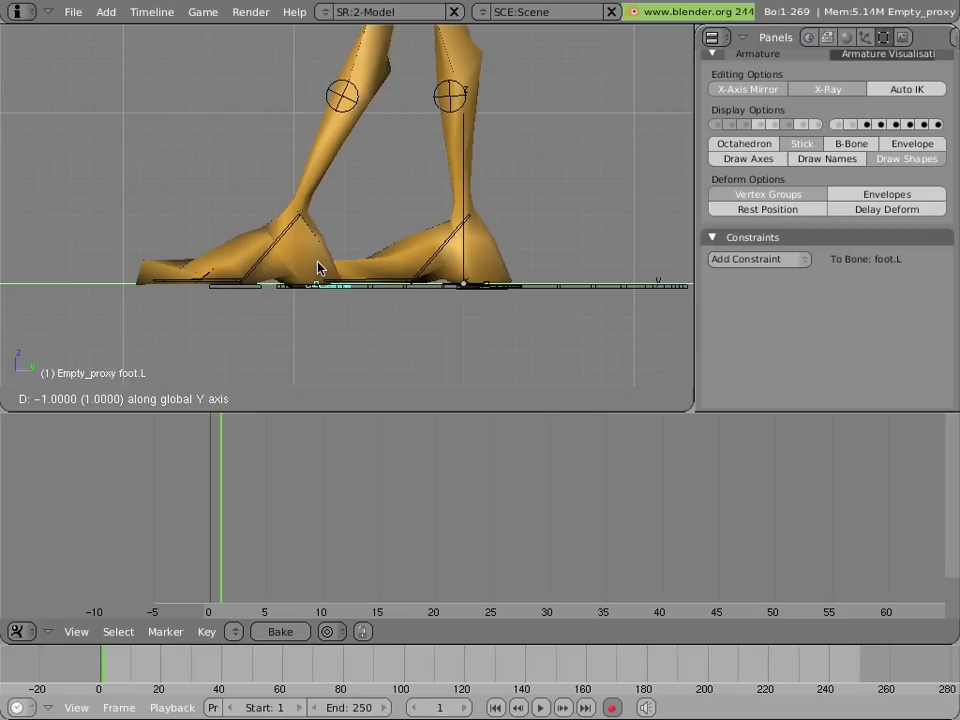 File Add Timeline Game Render Help SR:2-Model SCE:Scene www.blender.org 244 Bo:1-269 | Mem:5.14M Empty_proxy
Panels
Armature Armature Visualisati
Editing Options
X-Axis Mirror X-Ray Auto IK
Display Options
Octahedron Stick B-Bone Envelope
Draw Axes Draw Names Draw Shapes
Deform Options
Vertex Groups Envelopes
Rest Position Delay Deform
Constraints
Add Constraint To Bone: foot.L
z
y
(1) Empty_proxy foot.L
D: -1.0000 (1.0000) along global Y axis
-10 -5 0 5 10 15 20 25 30 35 40 45 50 55 60
View Select Marker Key Bake
-20 0 20 40 60 80 100 120 140 160 180 200 220 240 260 280
View Frame Playback Pr Start: 1 End: 250 1